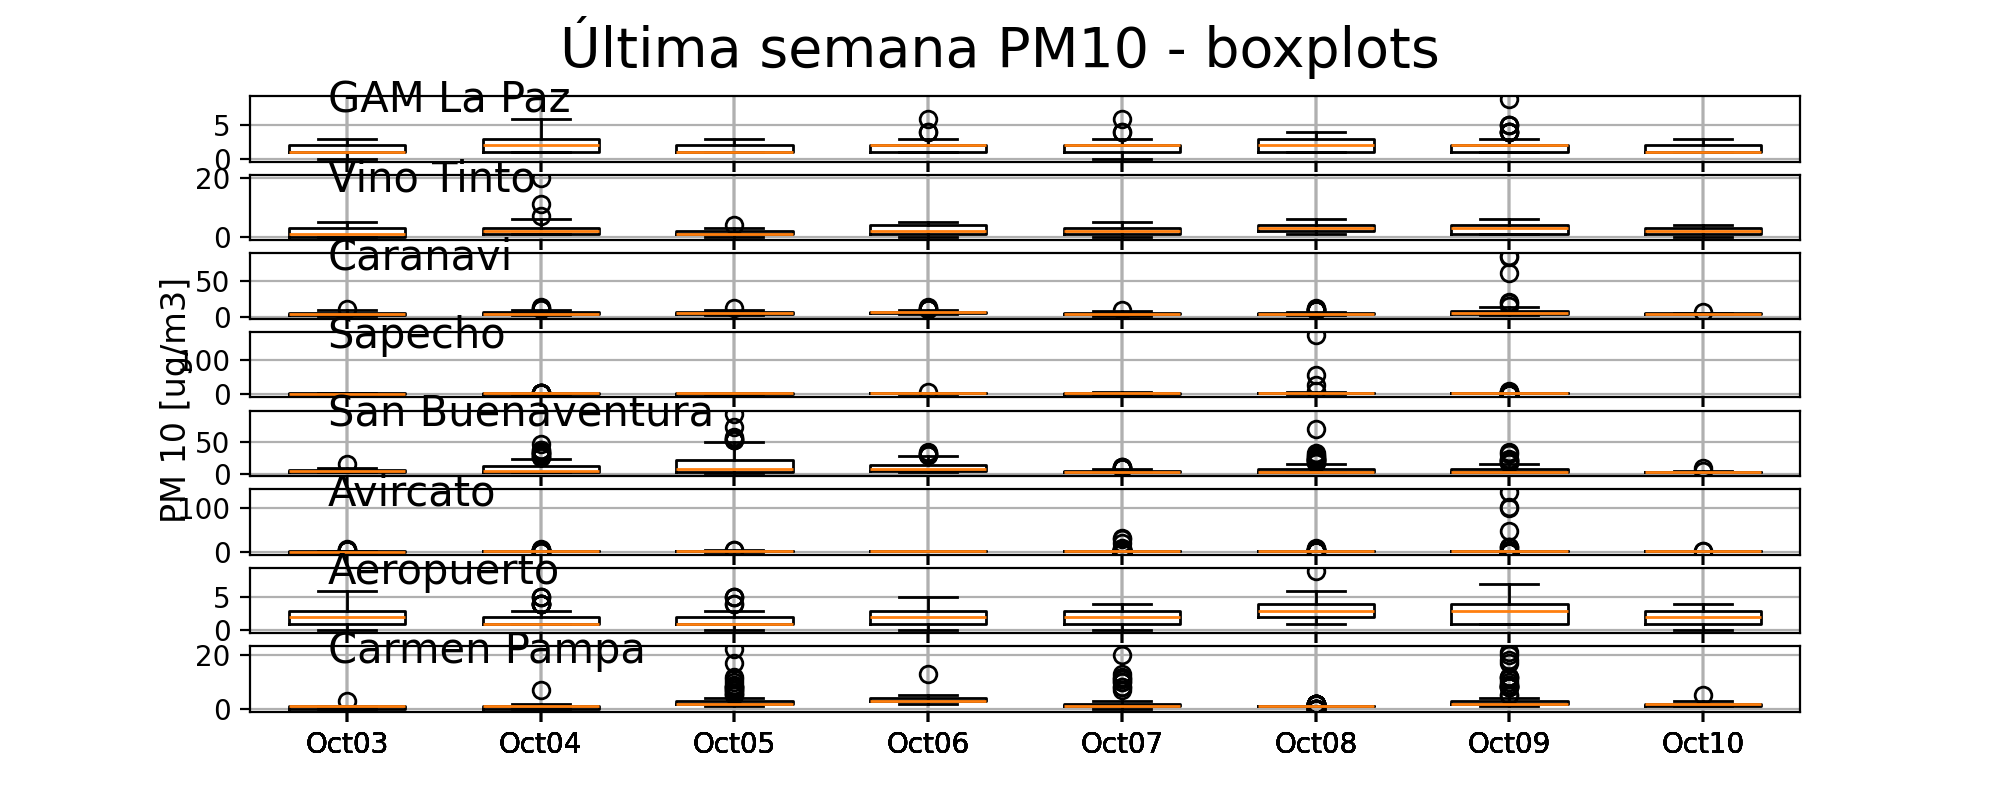 Última semana PM10 - boxplots
PM 10 [ug/m3]
GAM La Paz
5
0
Vino Tinto
20
0
Caranavi
50
0
Sapecho
100
0
San Buenaventura
50
0
Avircato
100
0
Aeropuerto
5
0
Carmen Pampa
20
0
Oct03 Oct04 Oct05 Oct06 Oct07 Oct08 Oct09 Oct10